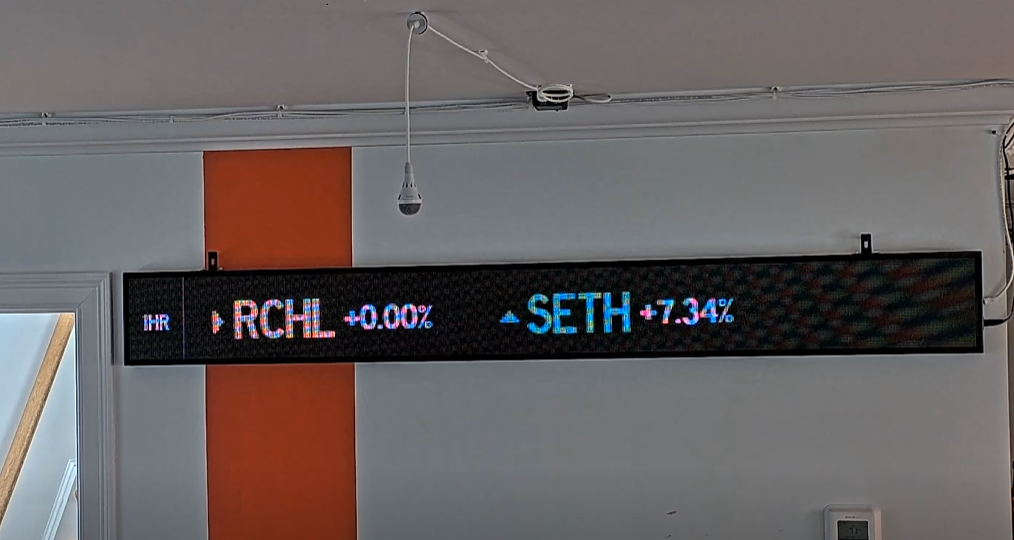 1HR RCHL +0.00% SETH +7.34%